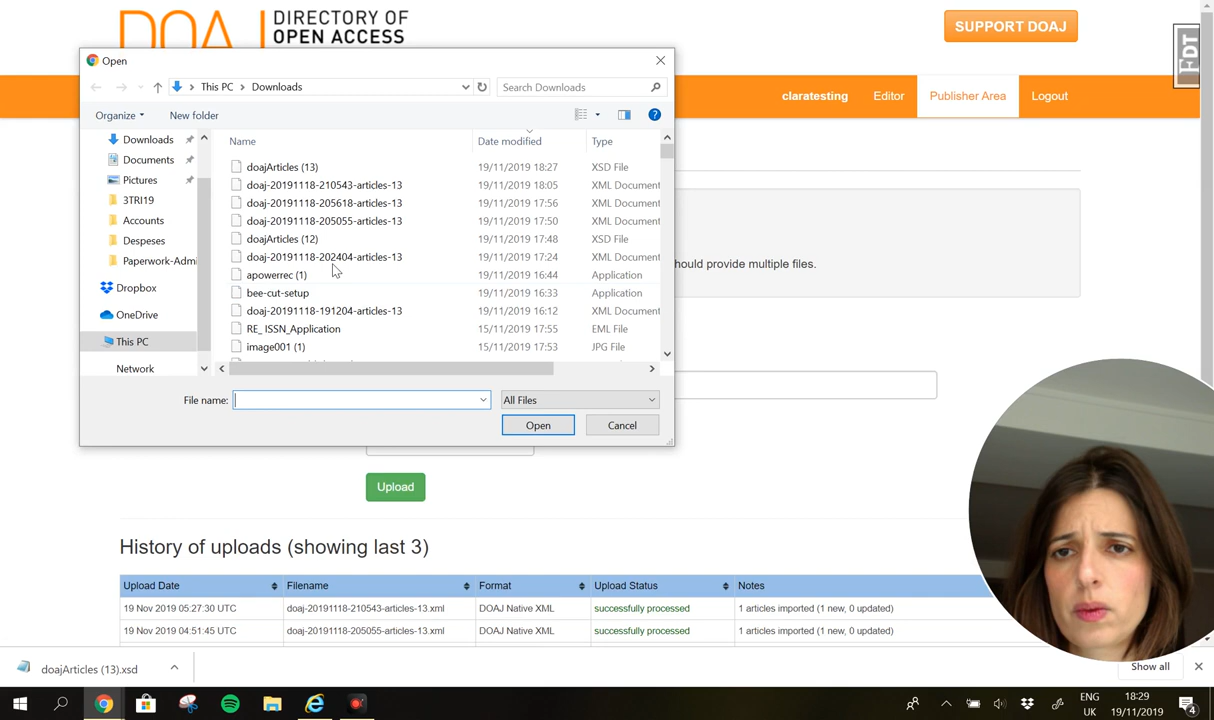 DOAJ
DIRECTORY OF
OPEN ACCESS
SUPPORT DOAJ
FDT
claratesting
Editor
Publisher Area
Logout
Open
This PC > Downloads
Search Downloads
Organize
New folder
Name
Date modified
Type
Downloads
Documents
Pictures
3TRI19
Accounts
Despeses
Paperwork-Admi
Dropbox
OneDrive
This PC
Network
doajArticles (13) 19/11/2019 18:27 XSD File
doaj-20191118-210543-articles-13 19/11/2019 18:05 XML Document
doaj-20191118-205618-articles-13 19/11/2019 17:56 XML Document
doaj-20191118-205055-articles-13 19/11/2019 17:50 XML Document
doajArticles (12) 19/11/2019 17:48 XSD File
doaj-20191118-202404-articles-13 19/11/2019 17:24 XML Document
apowerrec (1) 19/11/2019 16:44 Application
bee-cut-setup 19/11/2019 16:33 Application
doaj-20191118-191204-articles-13 19/11/2019 16:12 XML Document
RE_ ISSN_Application 15/11/2019 17:55 EML File
image001 (1) 15/11/2019 17:53 JPG File
File name:
All Files
Open
Cancel
hould provide multiple files.
Upload
History of uploads (showing last 3)
Upload Date Filename Format Upload Status Notes
19 Nov 2019 05:27:30 UTC doaj-20191118-210543-articles-13.xml DOAJ Native XML successfully processed 1 articles imported (1 new, 0 updated)
19 Nov 2019 04:51:45 UTC doaj-20191118-205055-articles-13.xml DOAJ Native XML successfully processed 1 articles imported (1 new, 0 updated)
doajArticles (13).xsd
Show all
ENG
UK
18:29
19/11/2019
4